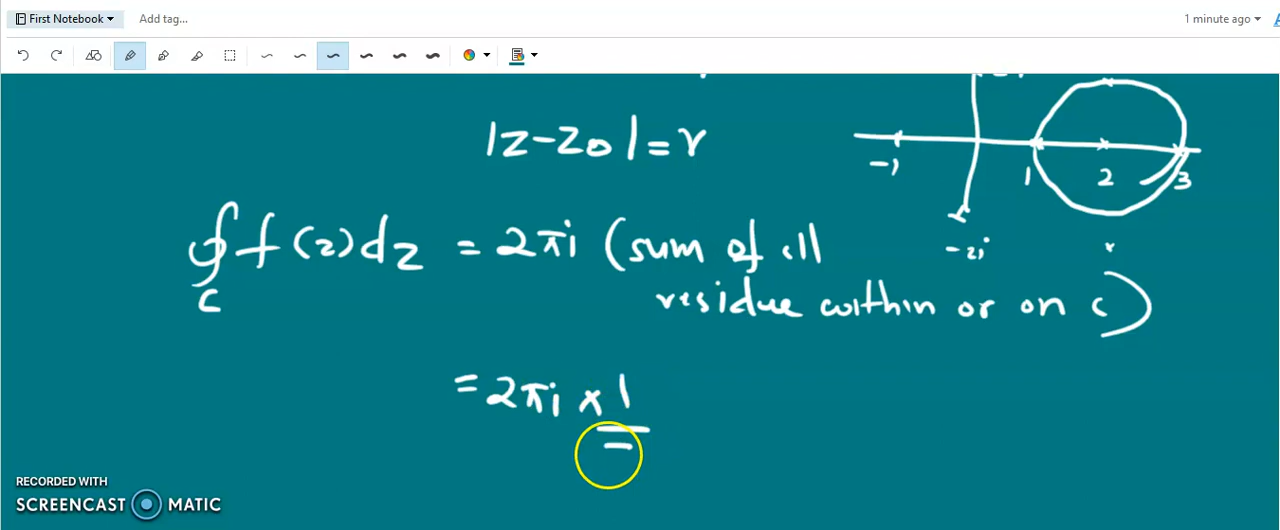 First Notebook
Add tag...
1 minute ago
|z-z0|=r
-1
1
2
3
-2i
∮f(z)dz = 2πi (sum of all
C
residue within or on c)
= 2πi × 1
RECORDED WITH
SCREENCAST MATIC